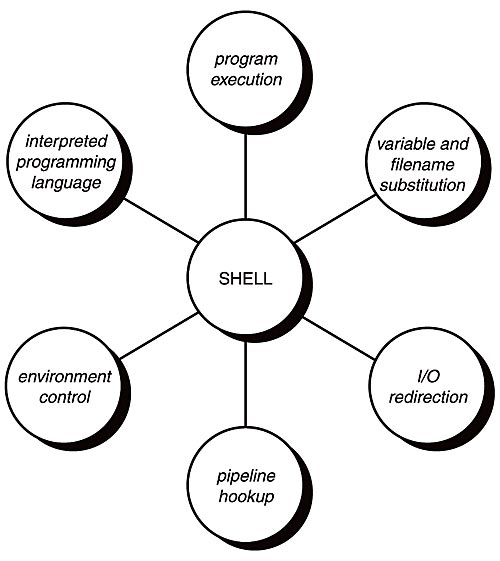 program
execution
interpreted
programming
language
variable and
filename
substitution
SHELL
environment
control
I/O
redirection
pipeline
hookup